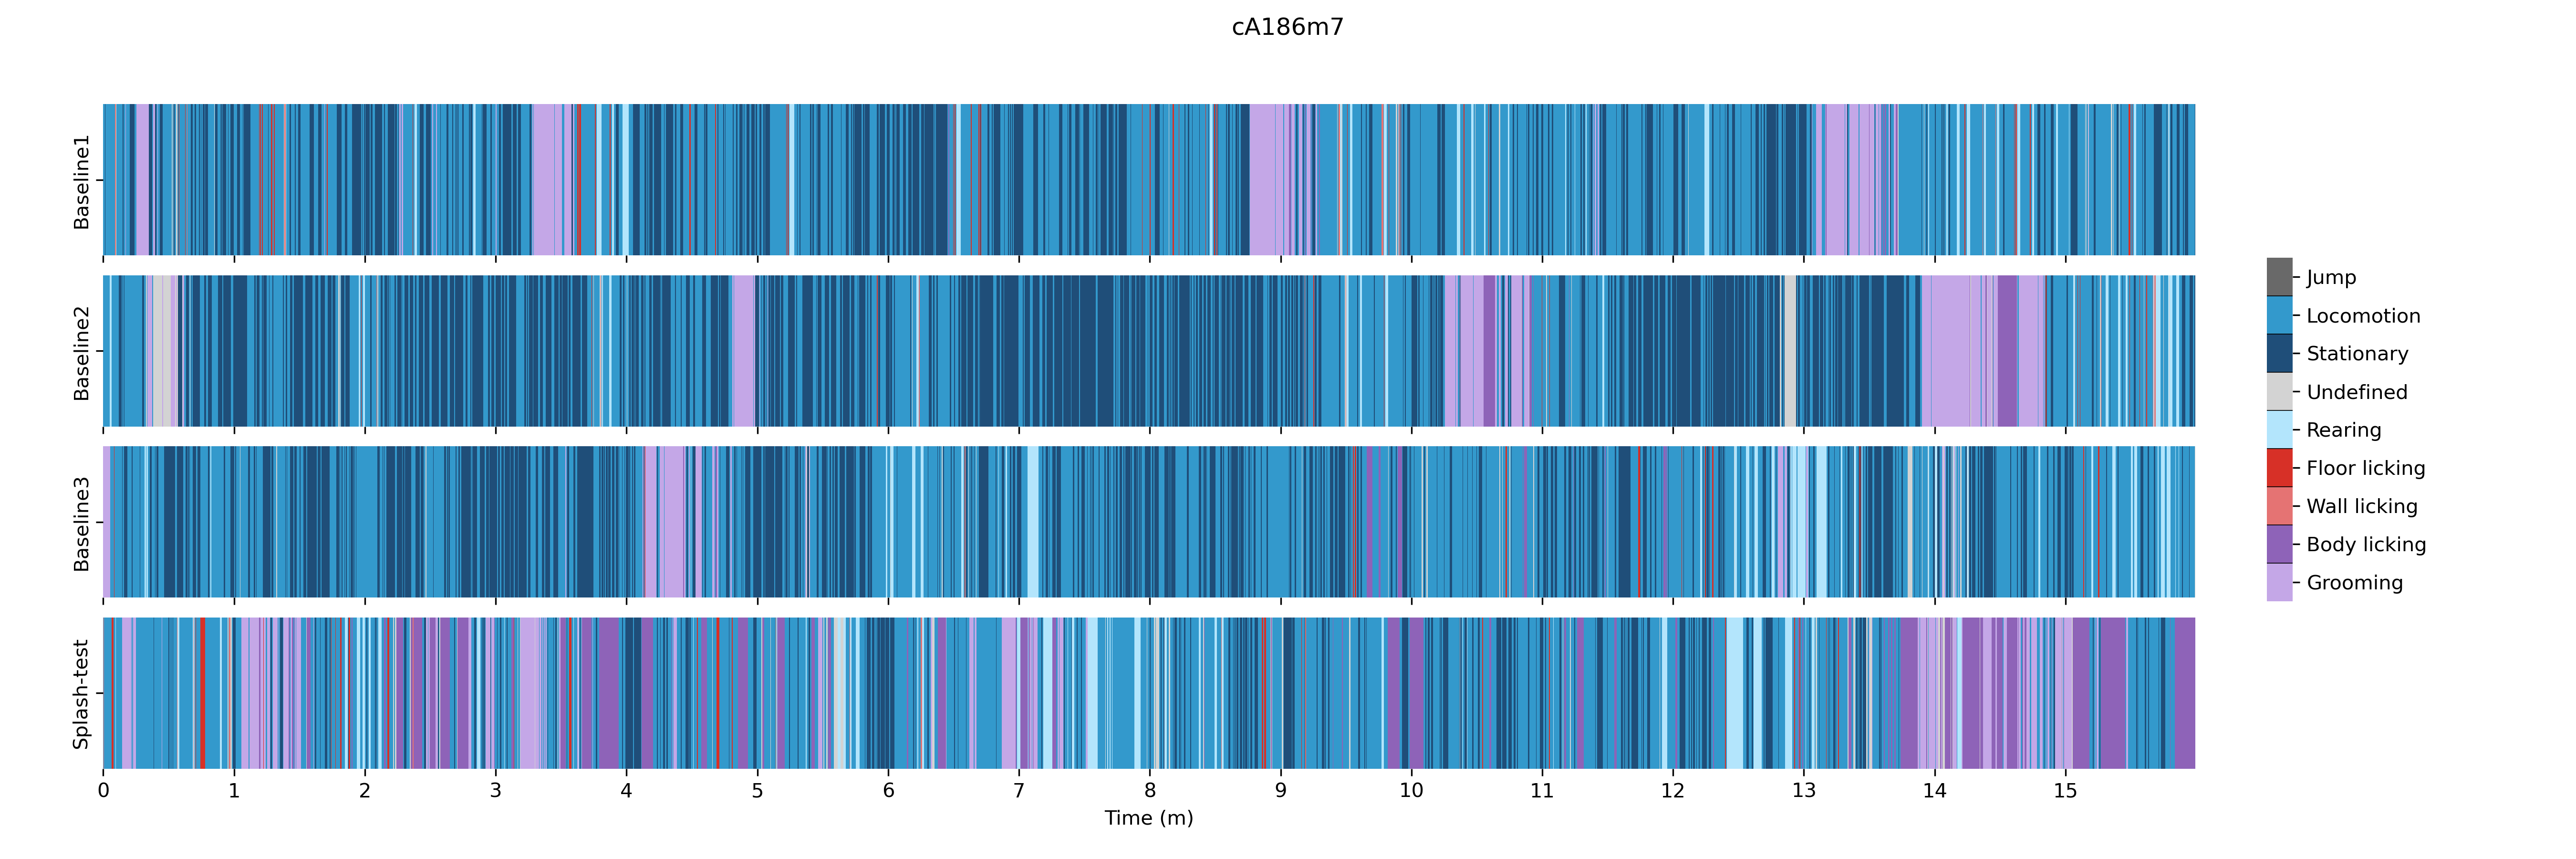 cA186m7
Baseline1
Baseline2
Baseline3
Splash-test
0 1 2 3 4 5 6 7 8 9 10 11 12 13 14 15
Time (m)
Jump
Locomotion
Stationary
Undefined
Rearing
Floor licking
Wall licking
Body licking
Grooming